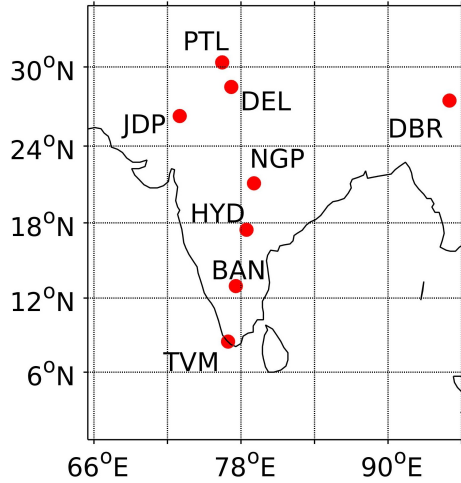 PTL
30°N
DEL
JDP
DBR
24°N
NGP
HYD
18°N
BAN
12°N
TVM
6°N
66°E 78°E 90°E